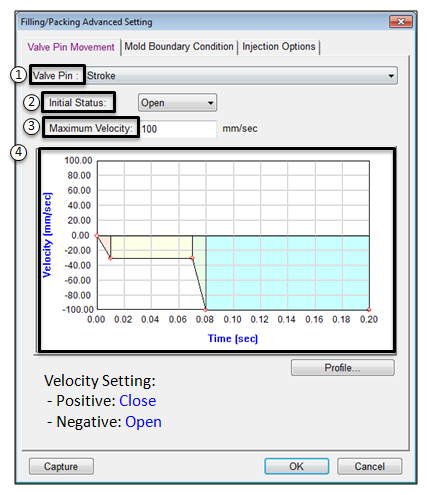 Filling/Packing Advanced Setting
Valve Pin Movement Mold Boundary Condition Injection Options
1 Valve Pin : Stroke
2 Initial Status: Open
3 Maximum Velocity: 100 mm/sec
4
100.00
80.00
60.00
40.00
20.00
0.00
-20.00
-40.00
-60.00
-80.00
-100.00
Velocity (mm/sec)
0.00 0.02 0.04 0.06 0.08 0.10 0.12 0.14 0.16 0.18 0.20
Time (sec)
Profile...
Velocity Setting:
- Positive: Close
- Negative: Open
Capture OK Cancel